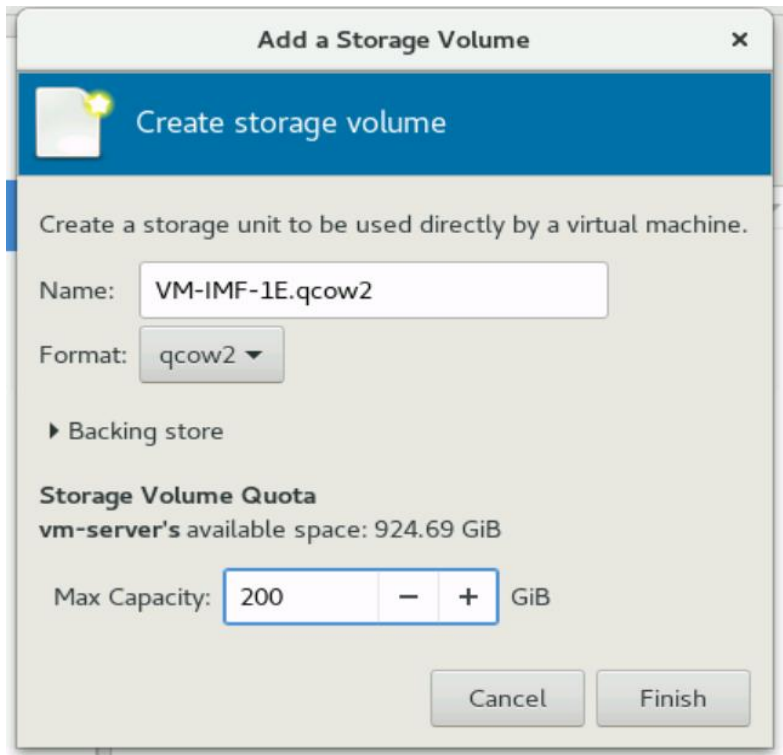 Add a Storage Volume ×
Create storage volume
Create a storage unit to be used directly by a virtual machine.
Name: VM-IMF-1E.qcow2
Format: qcow2
Backing store
Storage Volume Quota
vm-server's available space: 924.69 GiB
Max Capacity: 200 − + GiB
Cancel Finish